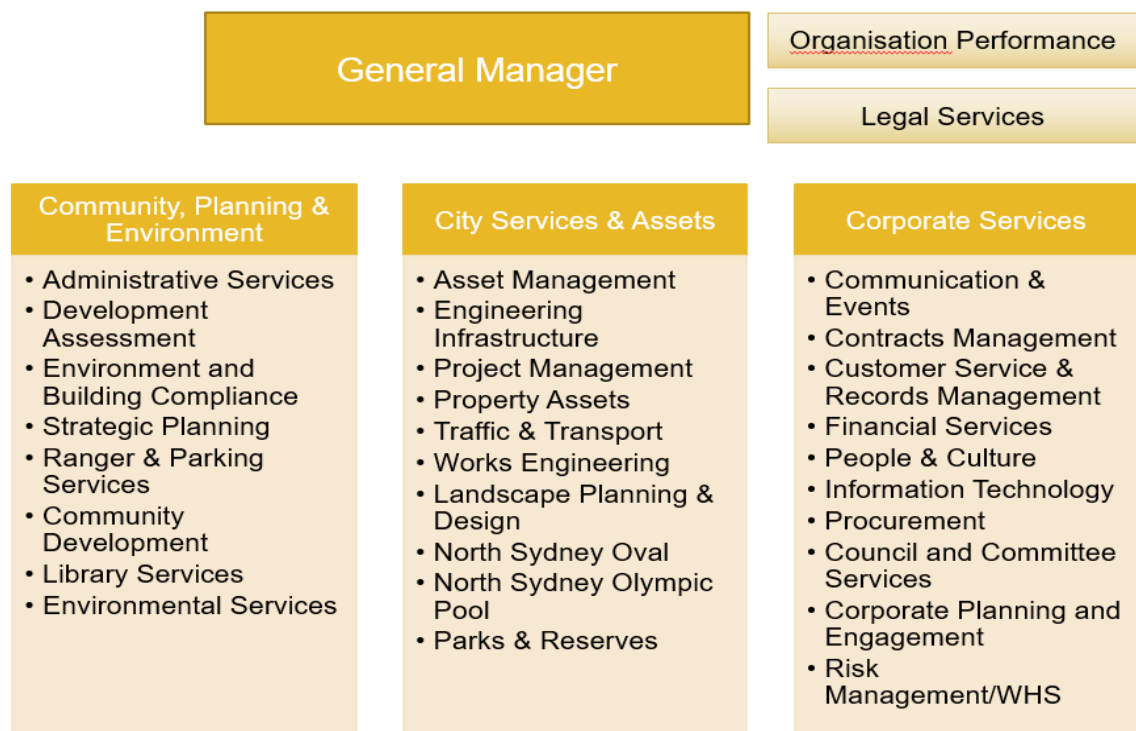 General Manager
Organisation Performance
Legal Services
Community, Planning &
Environment
• Administrative Services
• Development
Assessment
• Environment and
Building Compliance
• Strategic Planning
• Ranger & Parking
Services
• Community
Development
• Library Services
• Environmental Services
City Services & Assets
• Asset Management
• Engineering
Infrastructure
• Project Management
• Property Assets
• Traffic & Transport
• Works Engineering
• Landscape Planning &
Design
• North Sydney Oval
• North Sydney Olympic
Pool
• Parks & Reserves
Corporate Services
• Communication &
Events
• Contracts Management
• Customer Service &
Records Management
• Financial Services
• People & Culture
• Information Technology
• Procurement
• Council and Committee
Services
• Corporate Planning and
Engagement
• Risk
Management/WHS